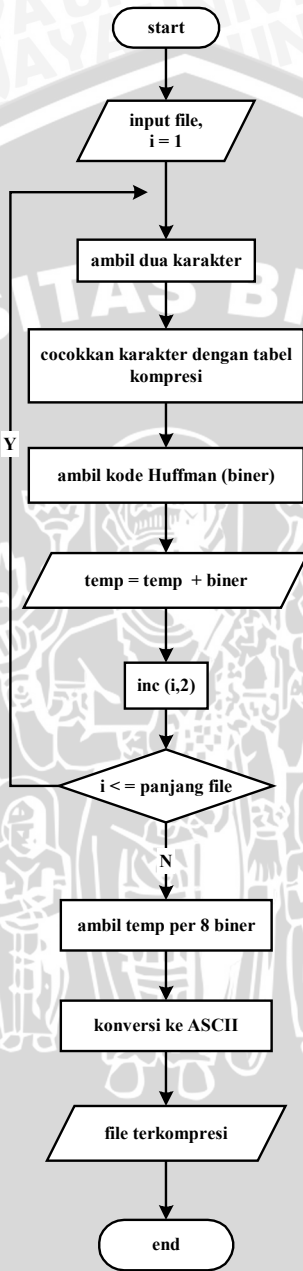 start
input file,
i = 1
ambil dua karakter
cocokkan karakter dengan tabel
kompresi
Y
ambil kode Huffman (biner)
temp = temp + biner
inc (i,2)
i < = panjang file
N
ambil temp per 8 biner
konversi ke ASCII
file terkompresi
end